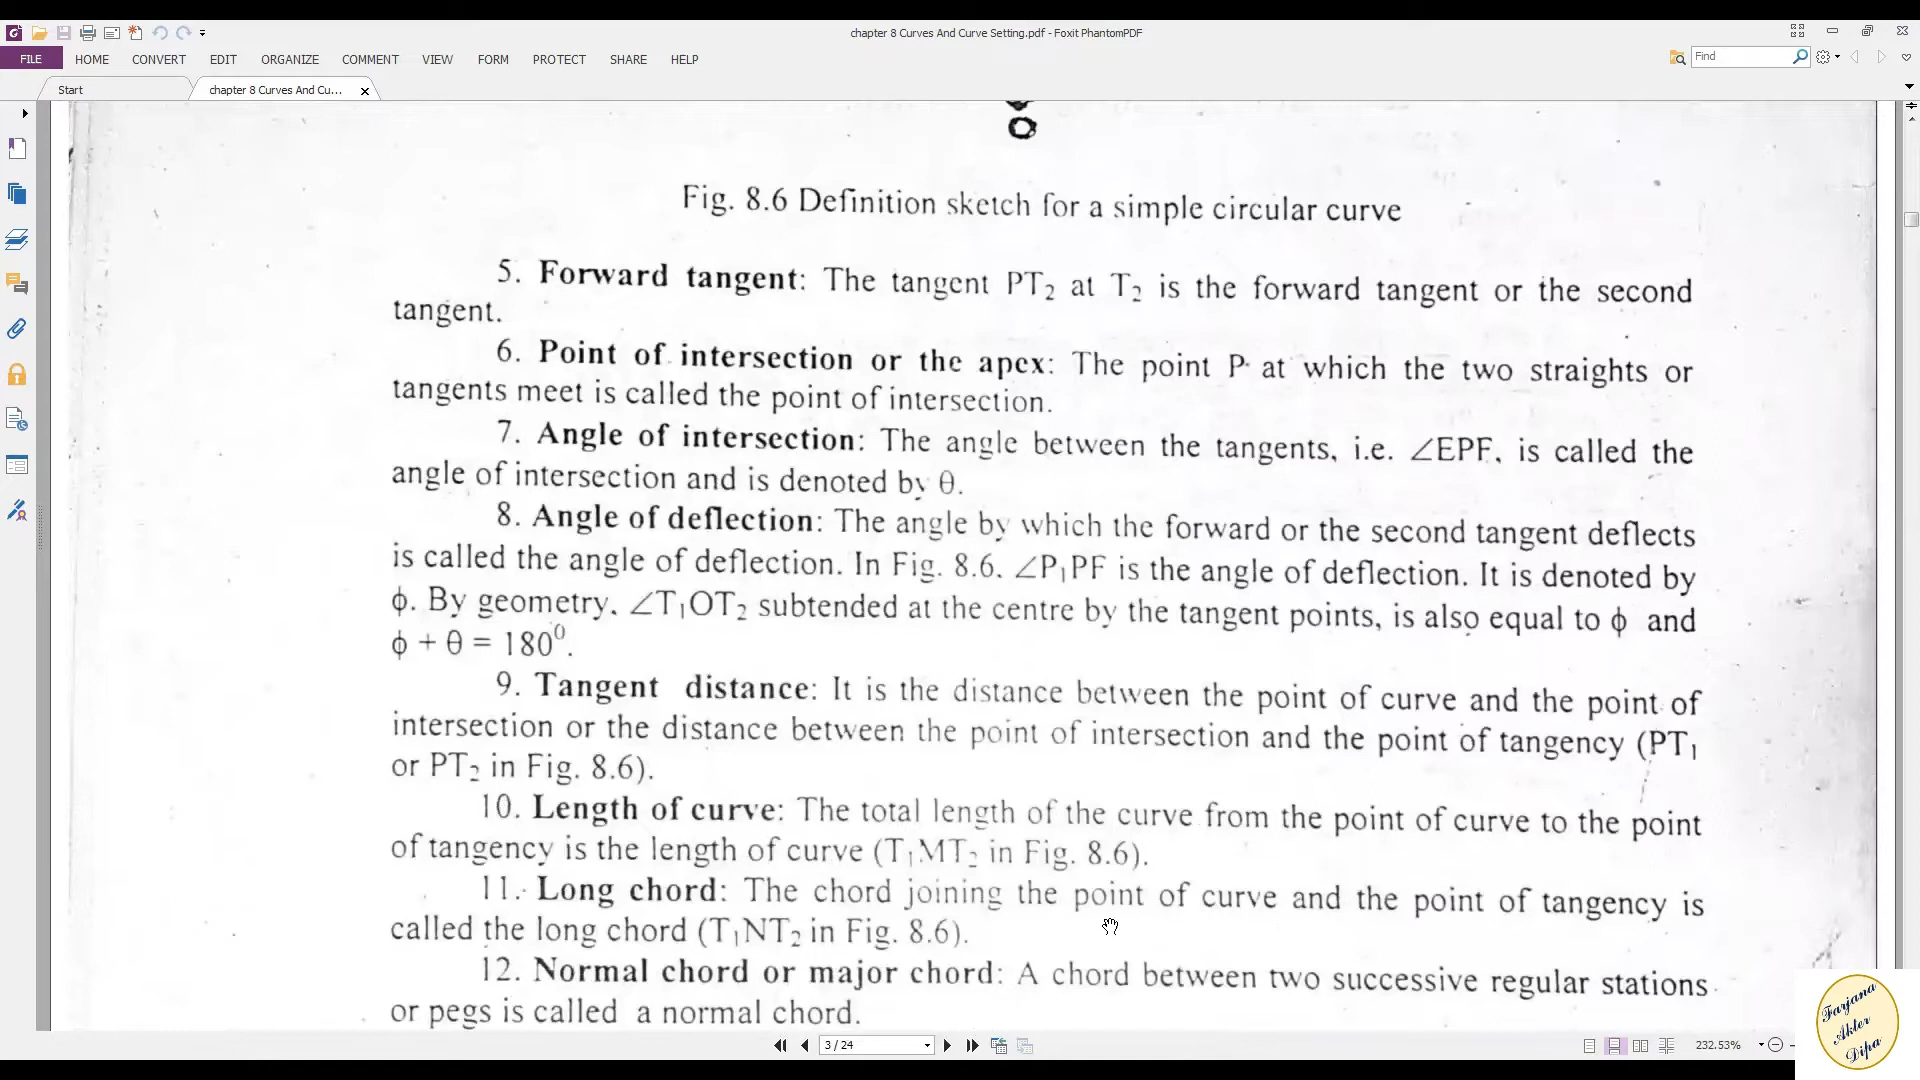 chapter 8 Curves And Curve Setting.pdf - Foxit PhantomPDF
FILE HOME CONVERT EDIT ORGANIZE COMMENT VIEW FORM PROTECT SHARE HELP
Find
Start
chapter 8 Curves And Cu...
Fig. 8.6 Definition sketch for a simple circular curve
5. Forward tangent: The tangent PT₂ at T₂ is the forward tangent or the second
tangent.
6. Point of intersection or the apex: The point P at which the two straights or
tangents meet is called the point of intersection.
7. Angle of intersection: The angle between the tangents, i.e. ∠EPF, is called the
angle of intersection and is denoted by θ.
8. Angle of deflection: The angle by which the forward or the second tangent deflects
is called the angle of deflection. In Fig. 8.6. ∠P₁PF is the angle of deflection. It is denoted by
ϕ. By geometry, ∠T₁OT₂ subtended at the centre by the tangent points, is also equal to ϕ and
ϕ + θ = 180⁰.
9. Tangent distance: It is the distance between the point of curve and the point of
intersection or the distance between the point of intersection and the point of tangency (PT₁
or PT₂ in Fig. 8.6).
10. Length of curve: The total length of the curve from the point of curve to the point
of tangency is the length of curve (T₁MT₂ in Fig. 8.6).
11. Long chord: The chord joining the point of curve and the point of tangency is
called the long chord (T₁NT₂ in Fig. 8.6).
12. Normal chord or major chord: A chord between two successive regular stations
or pegs is called a normal chord.
3 / 24
232.53%
Farjana
Akter
Dipa